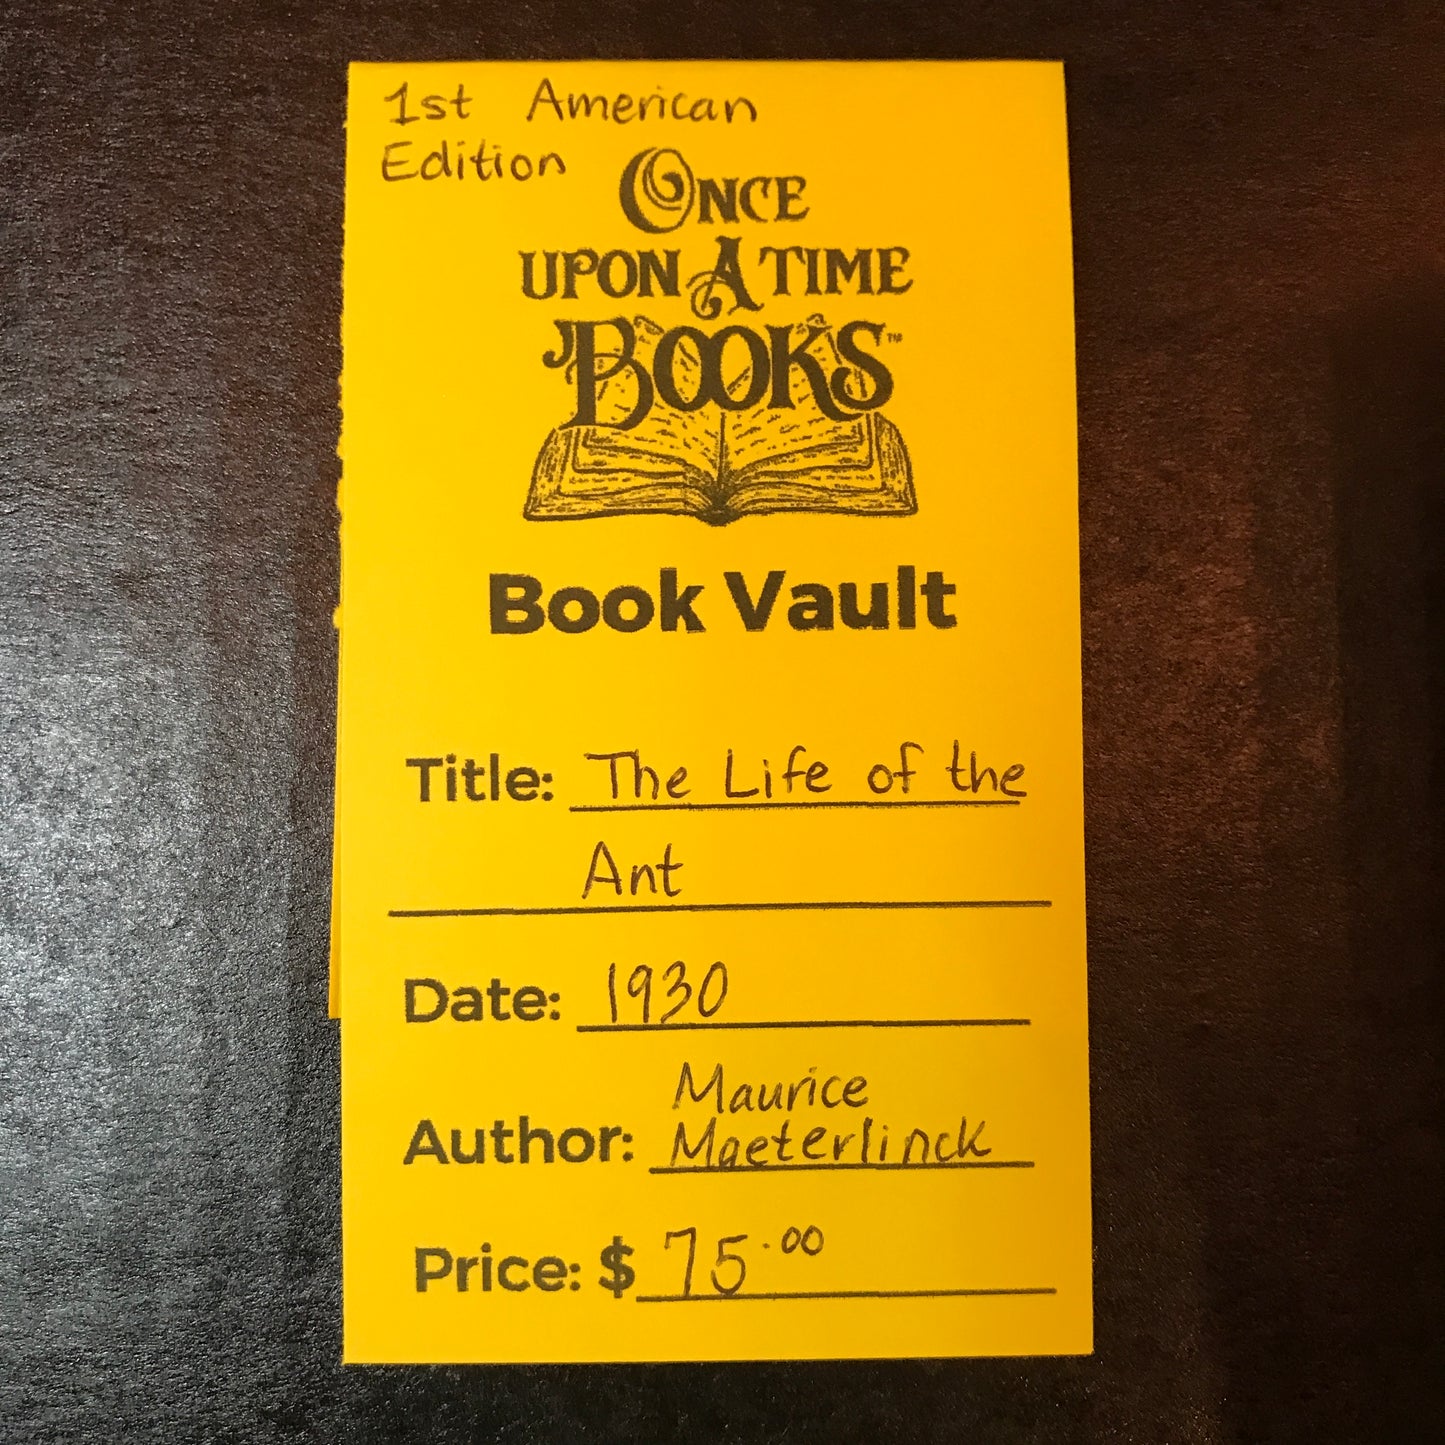 1st American
Edition
ONCE
UPON A TIME
BOOKS™
Book Vault
Title: The Life of the
Ant
Date: 1930
Maurice
Author: Maeterlinck
Price: $ 75.00